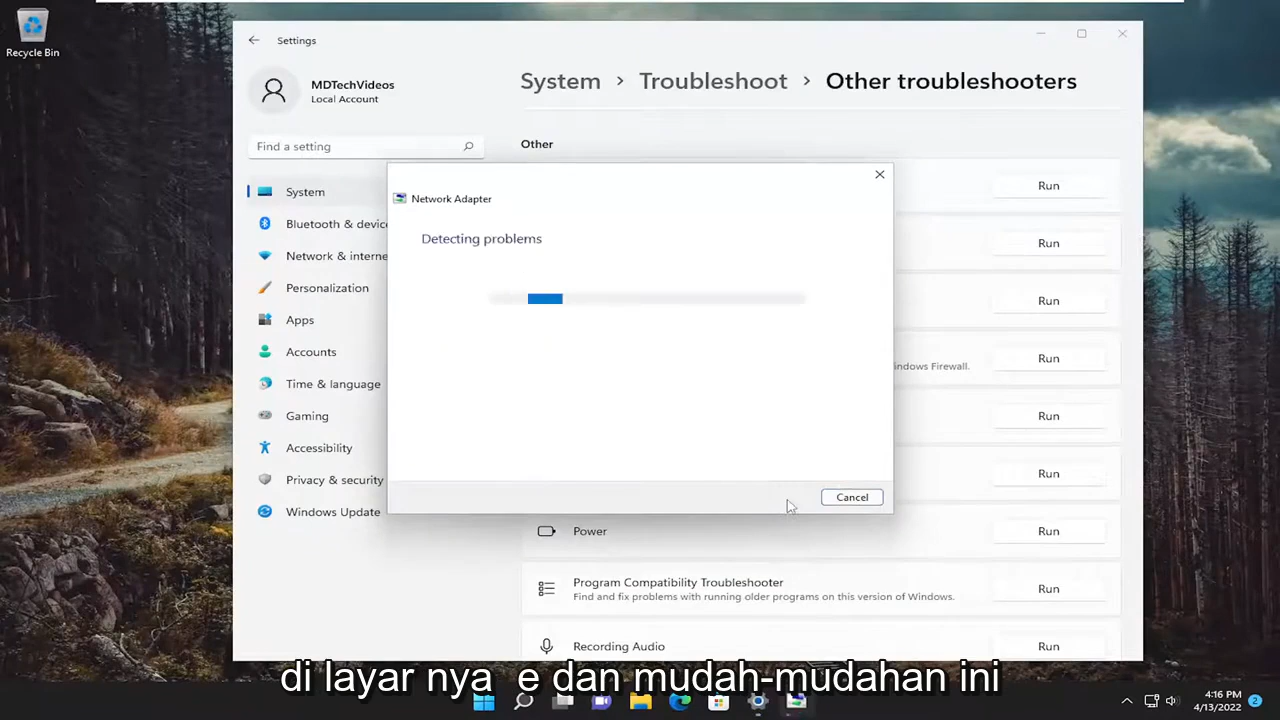 Recycle Bin
Settings
MDTechVideos
Local Account
Find a setting
System
Bluetooth & device
Network & interne
Personalization
Apps
Accounts
Time & language
Gaming
Accessibility
Privacy & security
Windows Update
System > Troubleshoot > Other troubleshooters
Other
Run
Run
Run
indows Firewall.
Run
Run
Run
Network Adapter
Detecting problems
Cancel
Power
Run
Program Compatibility Troubleshooter
Find and fix problems with running older programs on this version of Windows.
Run
Recording Audio
Run
di layar nya e dan mudah-mudahan ini
4:16 PM
4/13/2022
2